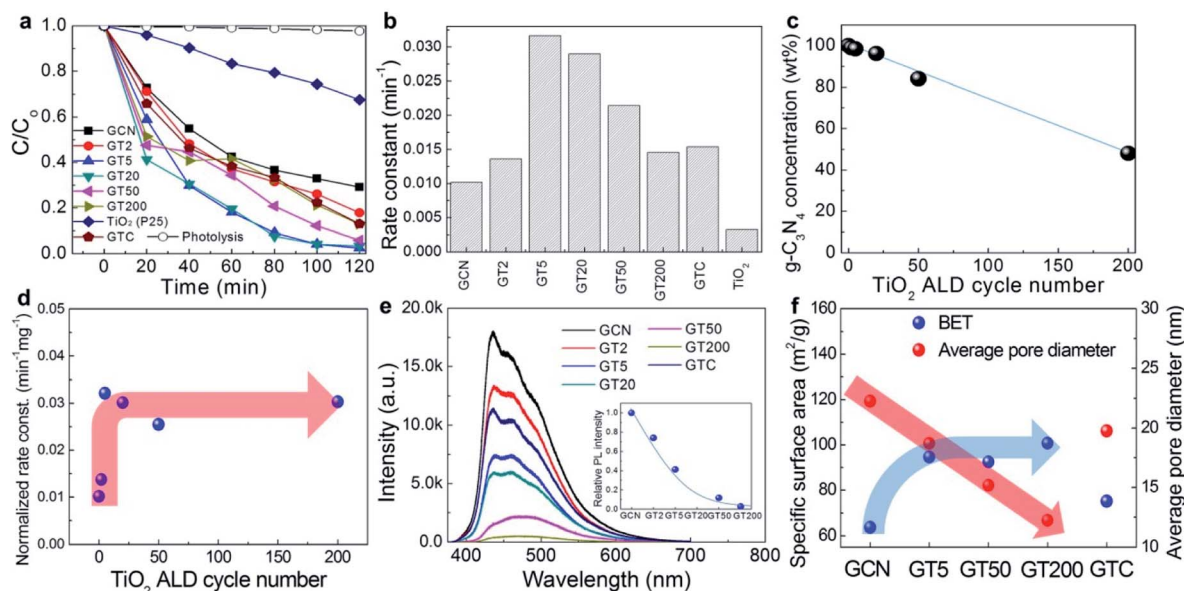 a
C/C₀
1.0
0.8
0.6
0.4
0.2
0.0
GCN
GT2
GT5
GT20
GT50
GT200
TiO₂ (P25)
GTC
Photolysis
0 20 40 60 80 100 120
Time (min)
b
Rate constant (min⁻¹)
0.030
0.025
0.020
0.015
0.010
0.005
0.000
GCN
GT2
GT5
GT20
GT50
GT200
GTC
TiO₂
c
g-C₃N₄ concentration (wt%)
100
80
60
40
20
0
0 50 100 150 200
TiO₂ ALD cycle number
d
Normalized rate const. (min⁻¹mg⁻¹)
0.05
0.04
0.03
0.02
0.01
0.00
0 50 100 150 200
TiO₂ ALD cycle number
e
Intensity (a.u.)
20.0k
15.0k
10.0k
5.0k
0.0
GCN GT50
GT2 GT200
GT5 GTC
GT20
Relative PL intensity
1.0
0.8
0.6
0.4
0.2
0.0
GCN GT2 GT5 GT20 GT50 GT200
400 500 600 700 800
Wavelength (nm)
f
Specific surface area (m²/g)
160
140
120
100
80
60
BET
Average pore diameter
30
25
20
15
10
Average pore diameter (nm)
GCN GT5 GT50 GT200 GTC